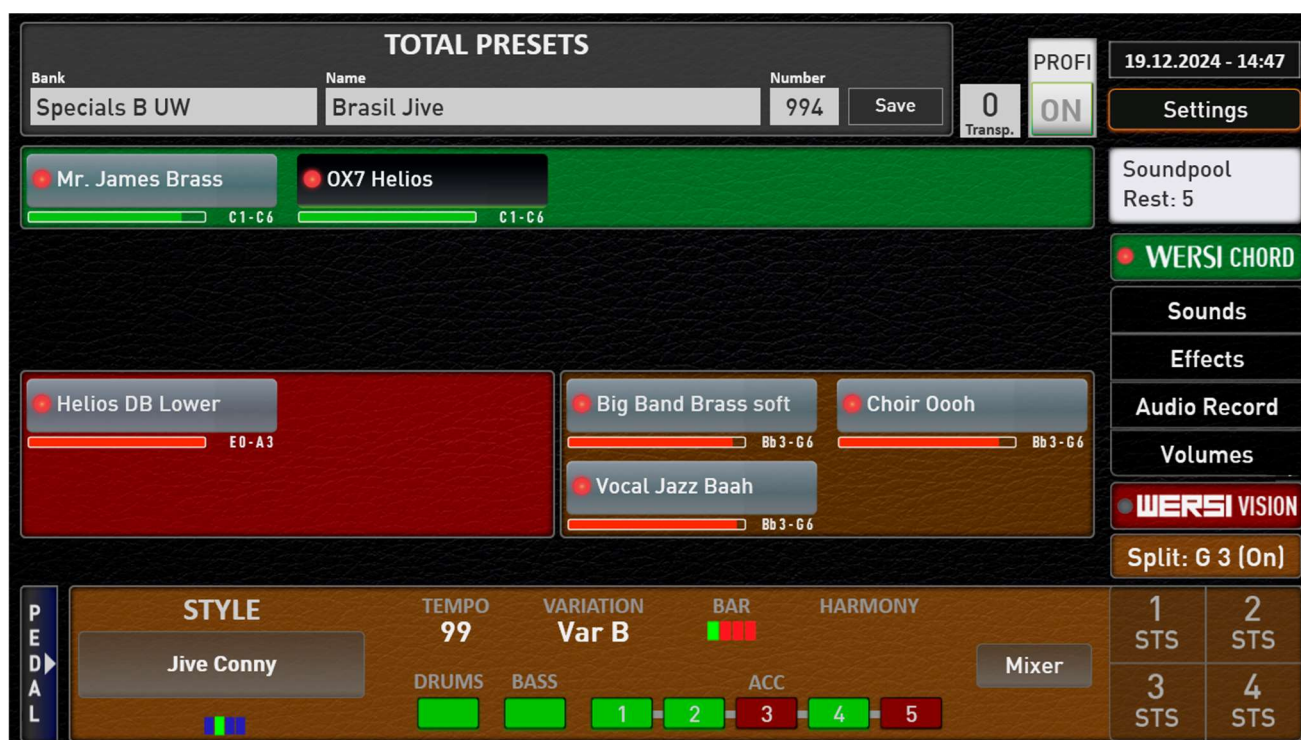 TOTAL PRESETS
Bank Name Number
Specials B UW Brasil Jive 994 Save
0
Transp.
PROFI
ON
19.12.2024 - 14:47
Settings
Mr. James Brass OX7 Helios
C1-C6 C1-C6
Soundpool
Rest: 5
WERSI CHORD
Sounds
Effects
Audio Record
Volumes
WERSI VISION
Split: G 3 (On)
Helios DB Lower
E0-A3
Big Band Brass soft Choir Oooh
Bb3-G6 Bb3-G6
Vocal Jazz Baah
Bb3-G6
PEDAL
STYLE TEMPO VARIATION BAR HARMONY
99 Var B
Jive Conny
Mixer
DRUMS BASS ACC
1 2 3 4 5
1 2
STS STS
3 4
STS STS